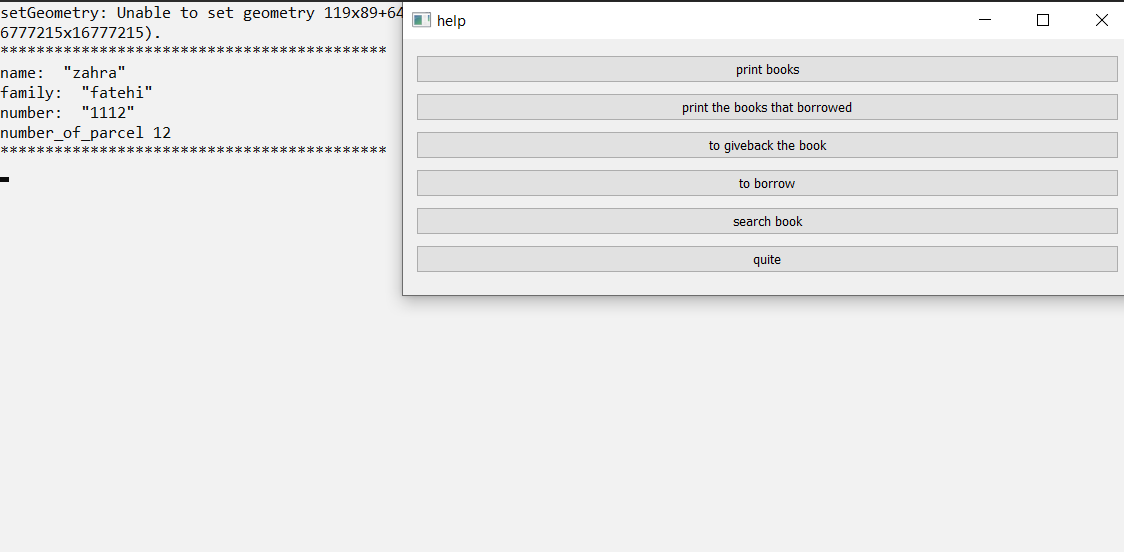 setGeometry: Unable to set geometry 119x89+64
6777215x16777215).
*******************************************
name:  "zahra"
family:  "fatehi"
number:  "1112"
number_of_parcel 12
*******************************************
help
print books
print the books that borrowed
to giveback the book
to borrow
search book
quite